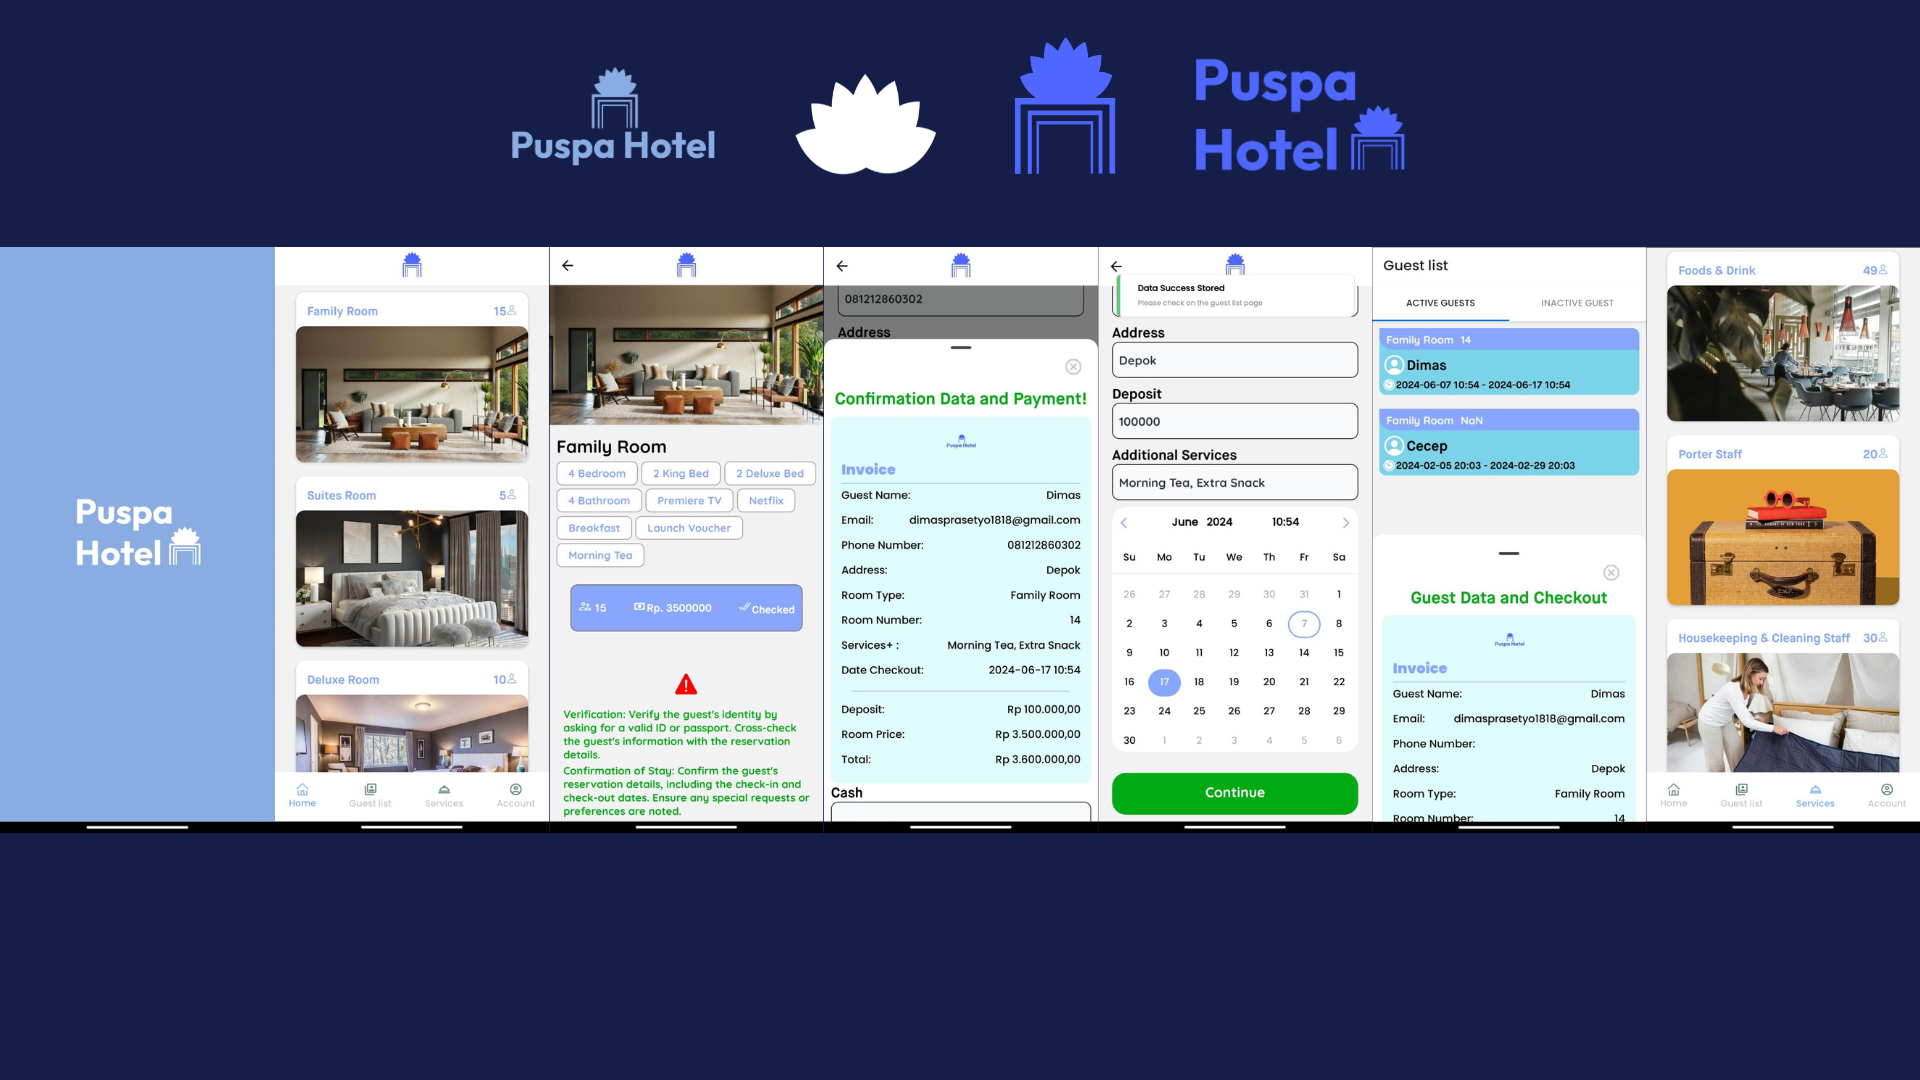 Puspa Hotel
Puspa
Hotel
Puspa
Hotel
Family Room 15
Suites Room 5
Deluxe Room 10
Home Guest list Services Account
Family Room
4 Bedroom 2 King Bed 2 Deluxe Bed
4 Bathroom Premiere TV Netflix
Breakfast Launch Voucher
Morning Tea
15 Rp. 3500000 Checked
Verification: Verify the guest's identity by
asking for a valid ID or passport. Cross-check
the guest's information with the reservation
details.
Confirmation of Stay: Confirm the guest's
reservation details, including the check-in and
check-out dates. Ensure any special requests or
preferences are noted.
081212860302
Address
Confirmation Data and Payment!
Puspa Hotel
Invoice
Guest Name: Dimas
Email: dimasprasetyo1818@gmail.com
Phone Number: 081212860302
Address: Depok
Room Type: Family Room
Room Number: 14
Services+ : Morning Tea, Extra Snack
Date Checkout: 2024-06-17 10:54
Deposit: Rp 100.000,00
Room Price: Rp 3.500.000,00
Total: Rp 3.600.000,00
Cash
Data Success Stored
Please check on the guest list page
Address
Depok
Deposit
100000
Additional Services
Morning Tea, Extra Snack
June 2024 10:54
Su Mo Tu We Th Fr Sa
26 27 28 29 30 31 1
2 3 4 5 6 7 8
9 10 11 12 13 14 15
16 17 18 19 20 21 22
23 24 25 26 27 28 29
30 1 2 3 4 5 6
Continue
Guest list
ACTIVE GUESTS INACTIVE GUEST
Family Room 14
Dimas
2024-06-07 10:54 - 2024-06-17 10:54
Family Room NaN
Cecep
2024-02-05 20:03 - 2024-02-29 20:03
Guest Data and Checkout
Puspa Hotel
Invoice
Guest Name: Dimas
Email: dimasprasetyo1818@gmail.com
Phone Number:
Address: Depok
Room Type: Family Room
Room Number: 14
Foods & Drink 49
Porter Staff 20
Housekeeping & Cleaning Staff 30
Home Guest list Services Account